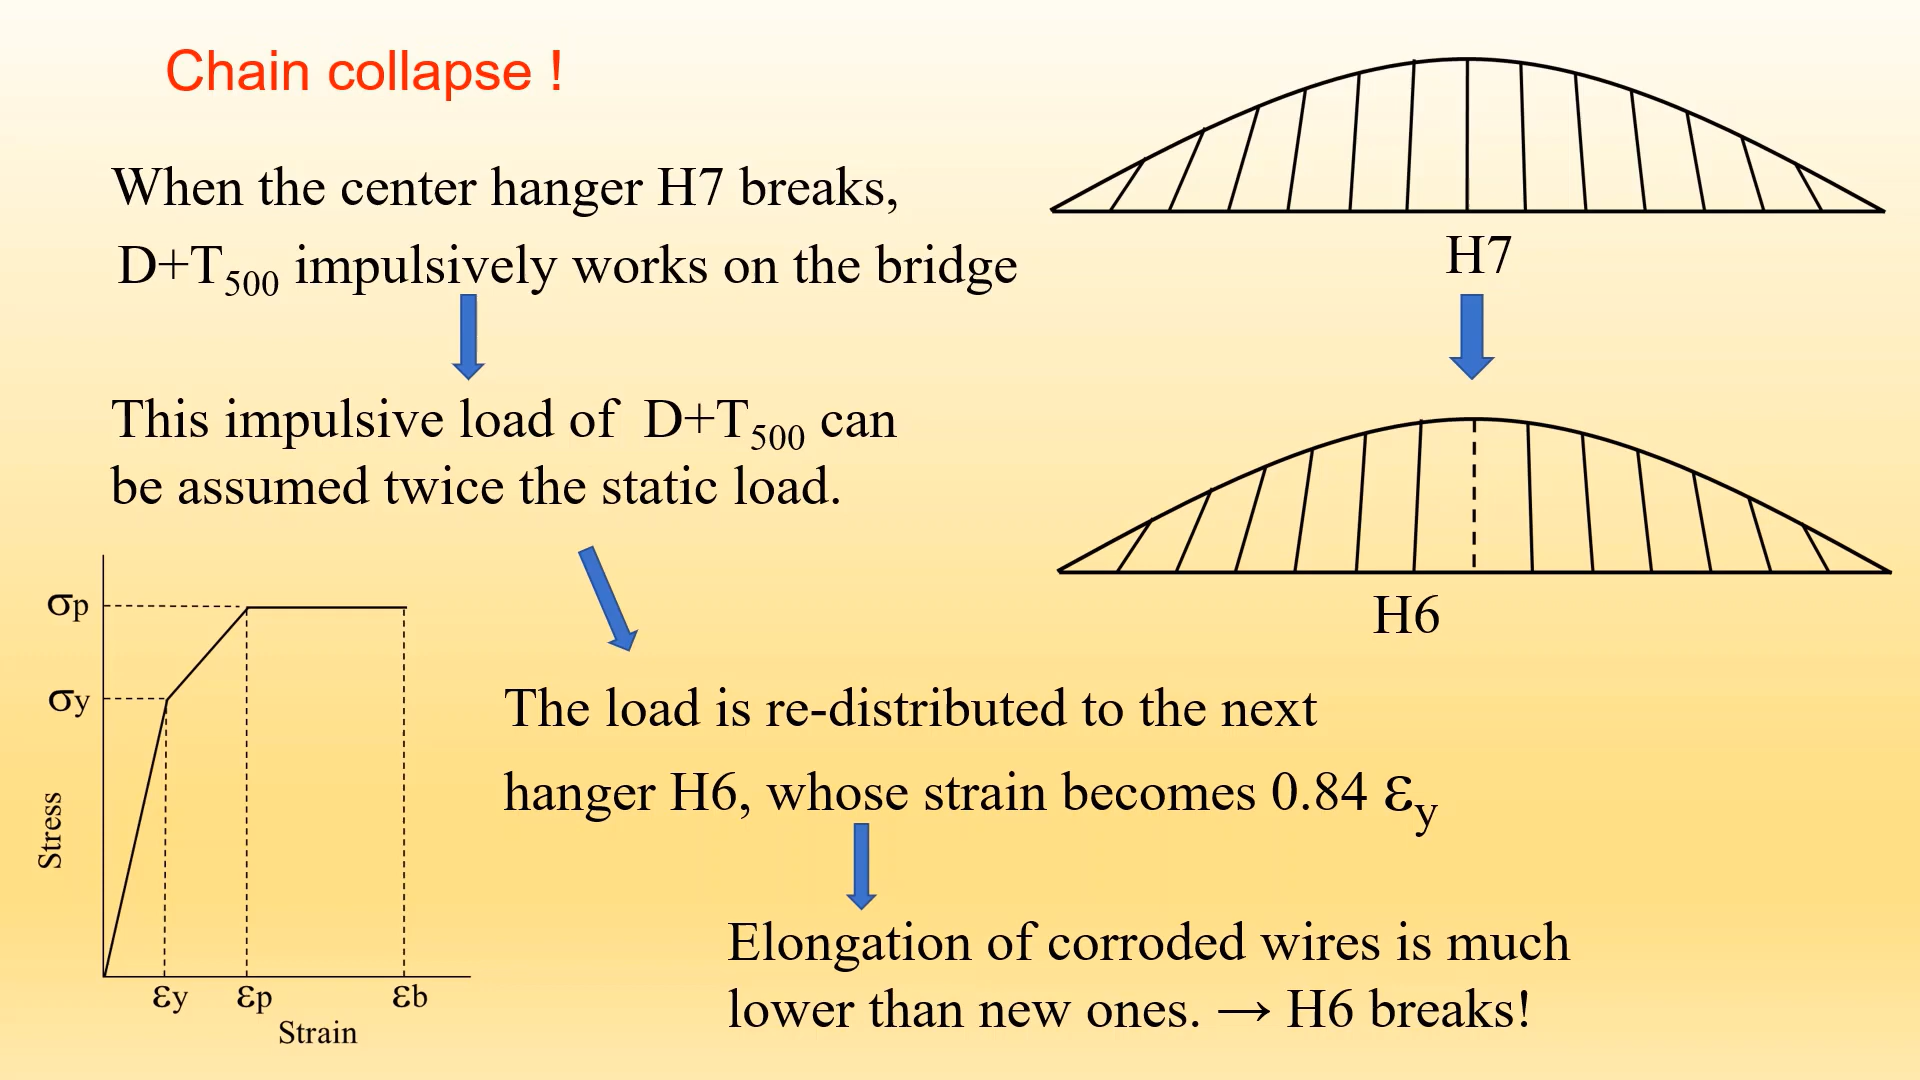 Chain collapse !
When the center hanger H7 breaks,
D+T500 impulsively works on the bridge
This impulsive load of D+T500 can
be assumed twice the static load.
H7
H6
σp
σy
Stress
εy εp εb
Strain
The load is re-distributed to the next
hanger H6, whose strain becomes 0.84 εy
Elongation of corroded wires is much
lower than new ones. → H6 breaks!